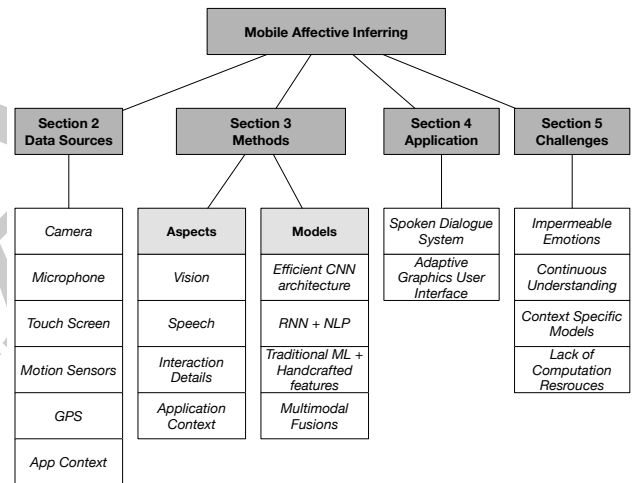 Mobile Affective Inferring
Section 2
Data Sources
Section 3
Methods
Section 4
Application
Section 5
Challenges
Camera
Microphone
Touch Screen
Motion Sensors
GPS
App Context
Aspects
Vision
Speech
Interaction
Details
Application
Context
Models
Efficient CNN
architecture
RNN + NLP
Traditional ML +
Handcrafted
features
Multimodal
Fusions
Spoken Dialogue
System
Adaptive
Graphics User
Interface
Impermeable
Emotions
Continuous
Understanding
Context Specific
Models
Lack of
Computation
Resrouces